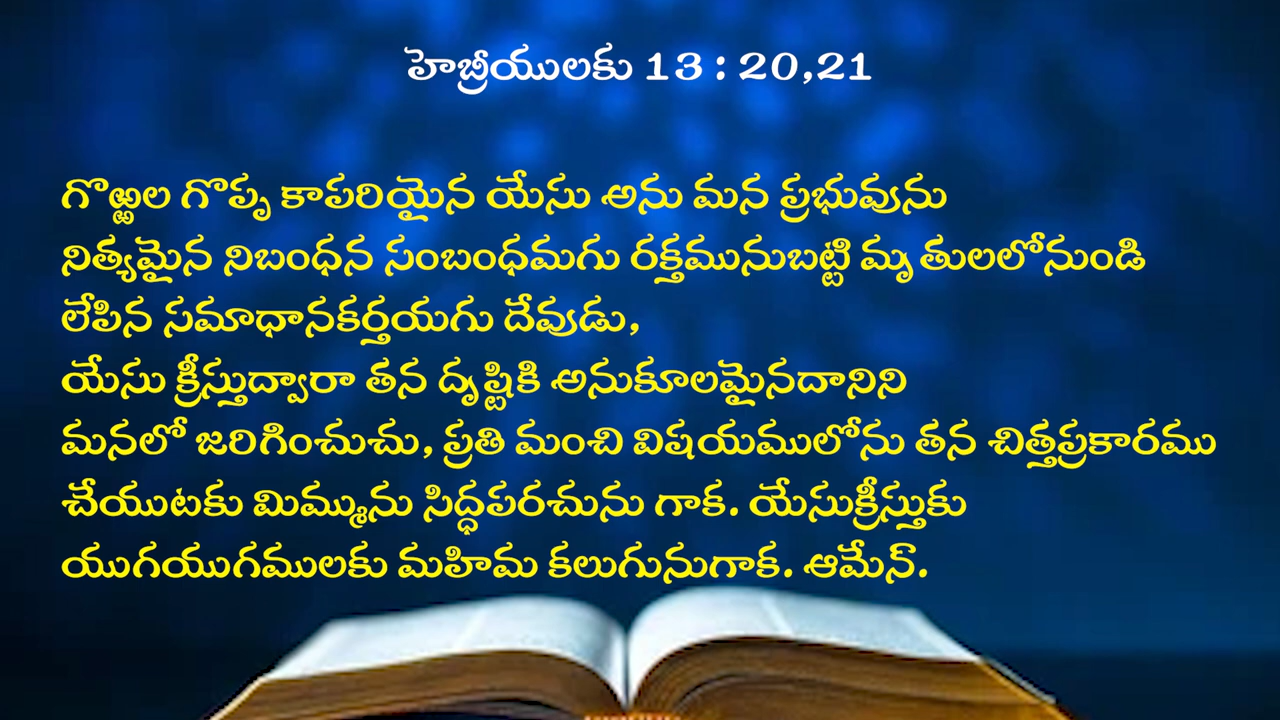 హెబ్రీయులకు 13 : 20,21
గొఱ్ఱల గొప్ప కాపరియైన యేసు అను మన ప్రభువును
నిత్యమైన నిబంధన సంబంధమగు రక్తమునుబట్టి మృతులలోనుండి
లేపిన సమాధానకర్తయగు దేవుడు,
యేసు క్రీస్తుద్వారా తన దృష్టికి అనుకూలమైనదానిని
మనలో జరిగించుచు, ప్రతి మంచి విషయములోను తన చిత్తప్రకారము
చేయుటకు మిమ్మును సిద్ధపరచును గాక. యేసుక్రీస్తుకు
యుగయుగములకు మహిమ కలుగునుగాక. ఆమేన్.